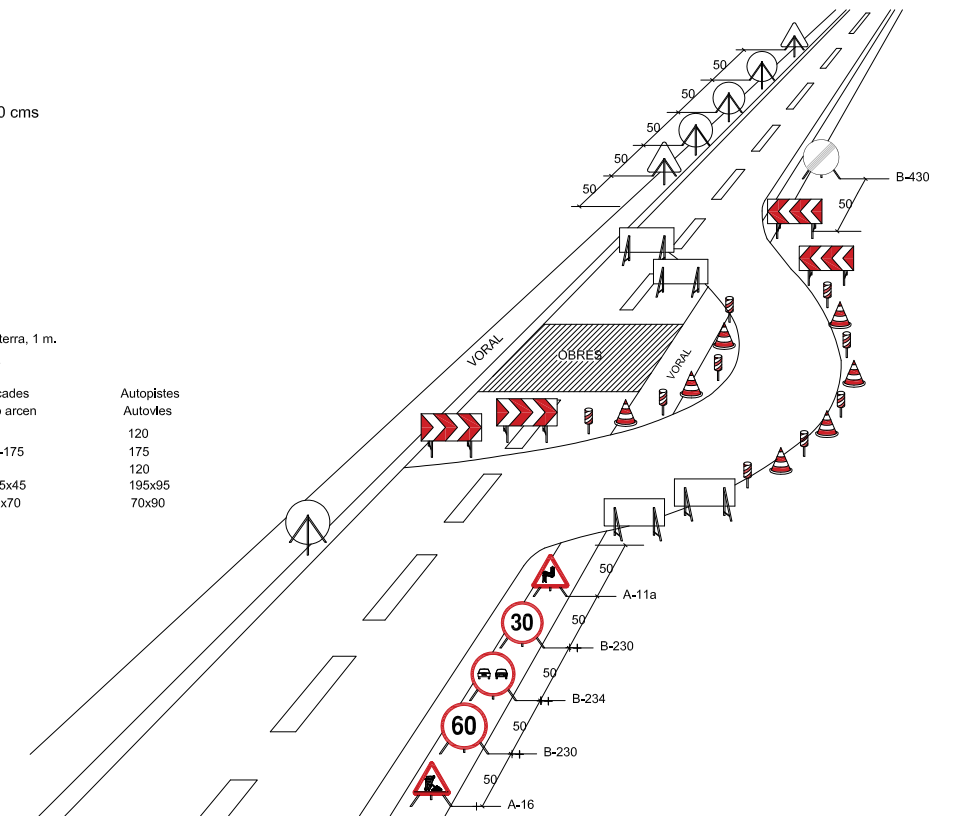 0 cms
terra, 1 m.
cades
Autopistes
o arcen
Autovies
120
-175
175
120
5x45
195x95
x70
70x90
50
50
50
50
50
B-430
50
VORAL
OBRES
VORAL
50
A-11a
30
50
B-230
50
B-234
60
50
B-230
50
A-16